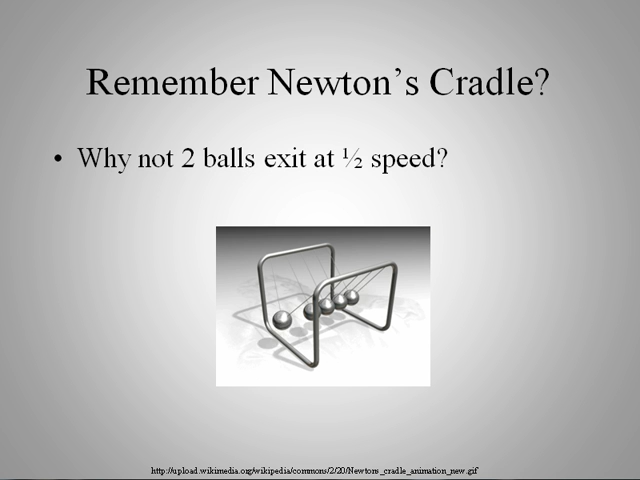 Remember Newton’s Cradle?
• Why not 2 balls exit at ½ speed?
http://upload.wikimedia.org/wikipedia/commons/2/20/Newtons_cradle_animation_new.gif